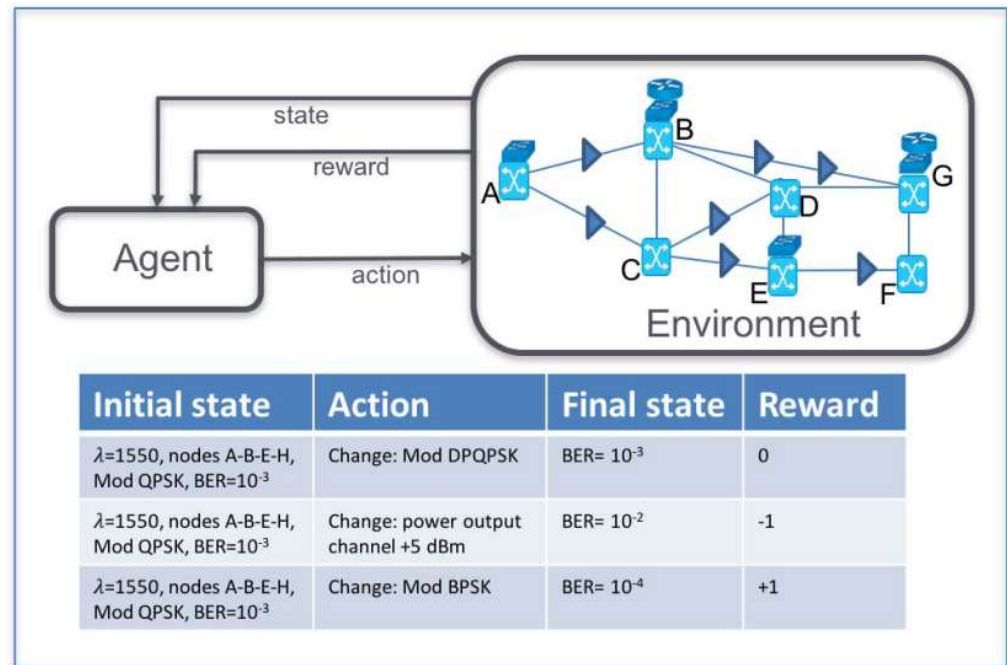 state
reward
action
Agent
A
B
C
D
E
F
G
Environment
Initial state Action Final state Reward
λ=1550, nodes A-B-E-H, Change: Mod DPQPSK BER= 10⁻³ 0
Mod QPSK, BER=10⁻³
λ=1550, nodes A-B-E-H, Change: power output BER= 10⁻² -1
Mod QPSK, BER=10⁻³ channel +5 dBm
λ=1550, nodes A-B-E-H, Change: Mod BPSK BER= 10⁻⁴ +1
Mod QPSK, BER=10⁻³